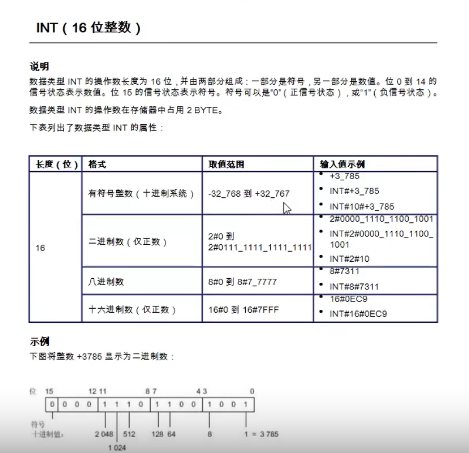 INT（16 位整数）
说明
数据类型 INT 的操作数长度为 16 位，并由两部分组成：一部分是符号，另一部分是数值。位 0 到 14 的
信号状态表示数值。位 15 的信号状态表示符号。符号可以是"0"（正信号状态），或"1"（负信号状态）。
数据类型 INT 的操作数在存储器中占用 2 BYTE。
下表列出了数据类型 INT 的属性：
长度（位） 格式 取值范围 输入值示例
16
有符号整数（十进制系统） -32_768 到 +32_767
• +3_785
• INT#+3_785
• INT#10#+3_785
二进制数（仅正数）
2#0 到
2#0111_1111_1111_1111
• 2#0000_1110_1100_1001
• INT#2#0000_1110_1100_
1001
• INT#2#10
八进制数 8#0 到 8#7_7777
• 8#7311
• INT#8#7311
十六进制数（仅正数） 16#0 到 16#7FFF
• 16#0EC9
• INT#16#0EC9
示例
下图将整数 +3785 显示为二进制数：
位 15 12 11 8 7 4 3 0
0 0 0 0 1 1 1 0 1 1 0 0 1 0 0 1
符号
十进制值： 2 048 512 128 64 8 1 = 3 785
1 024